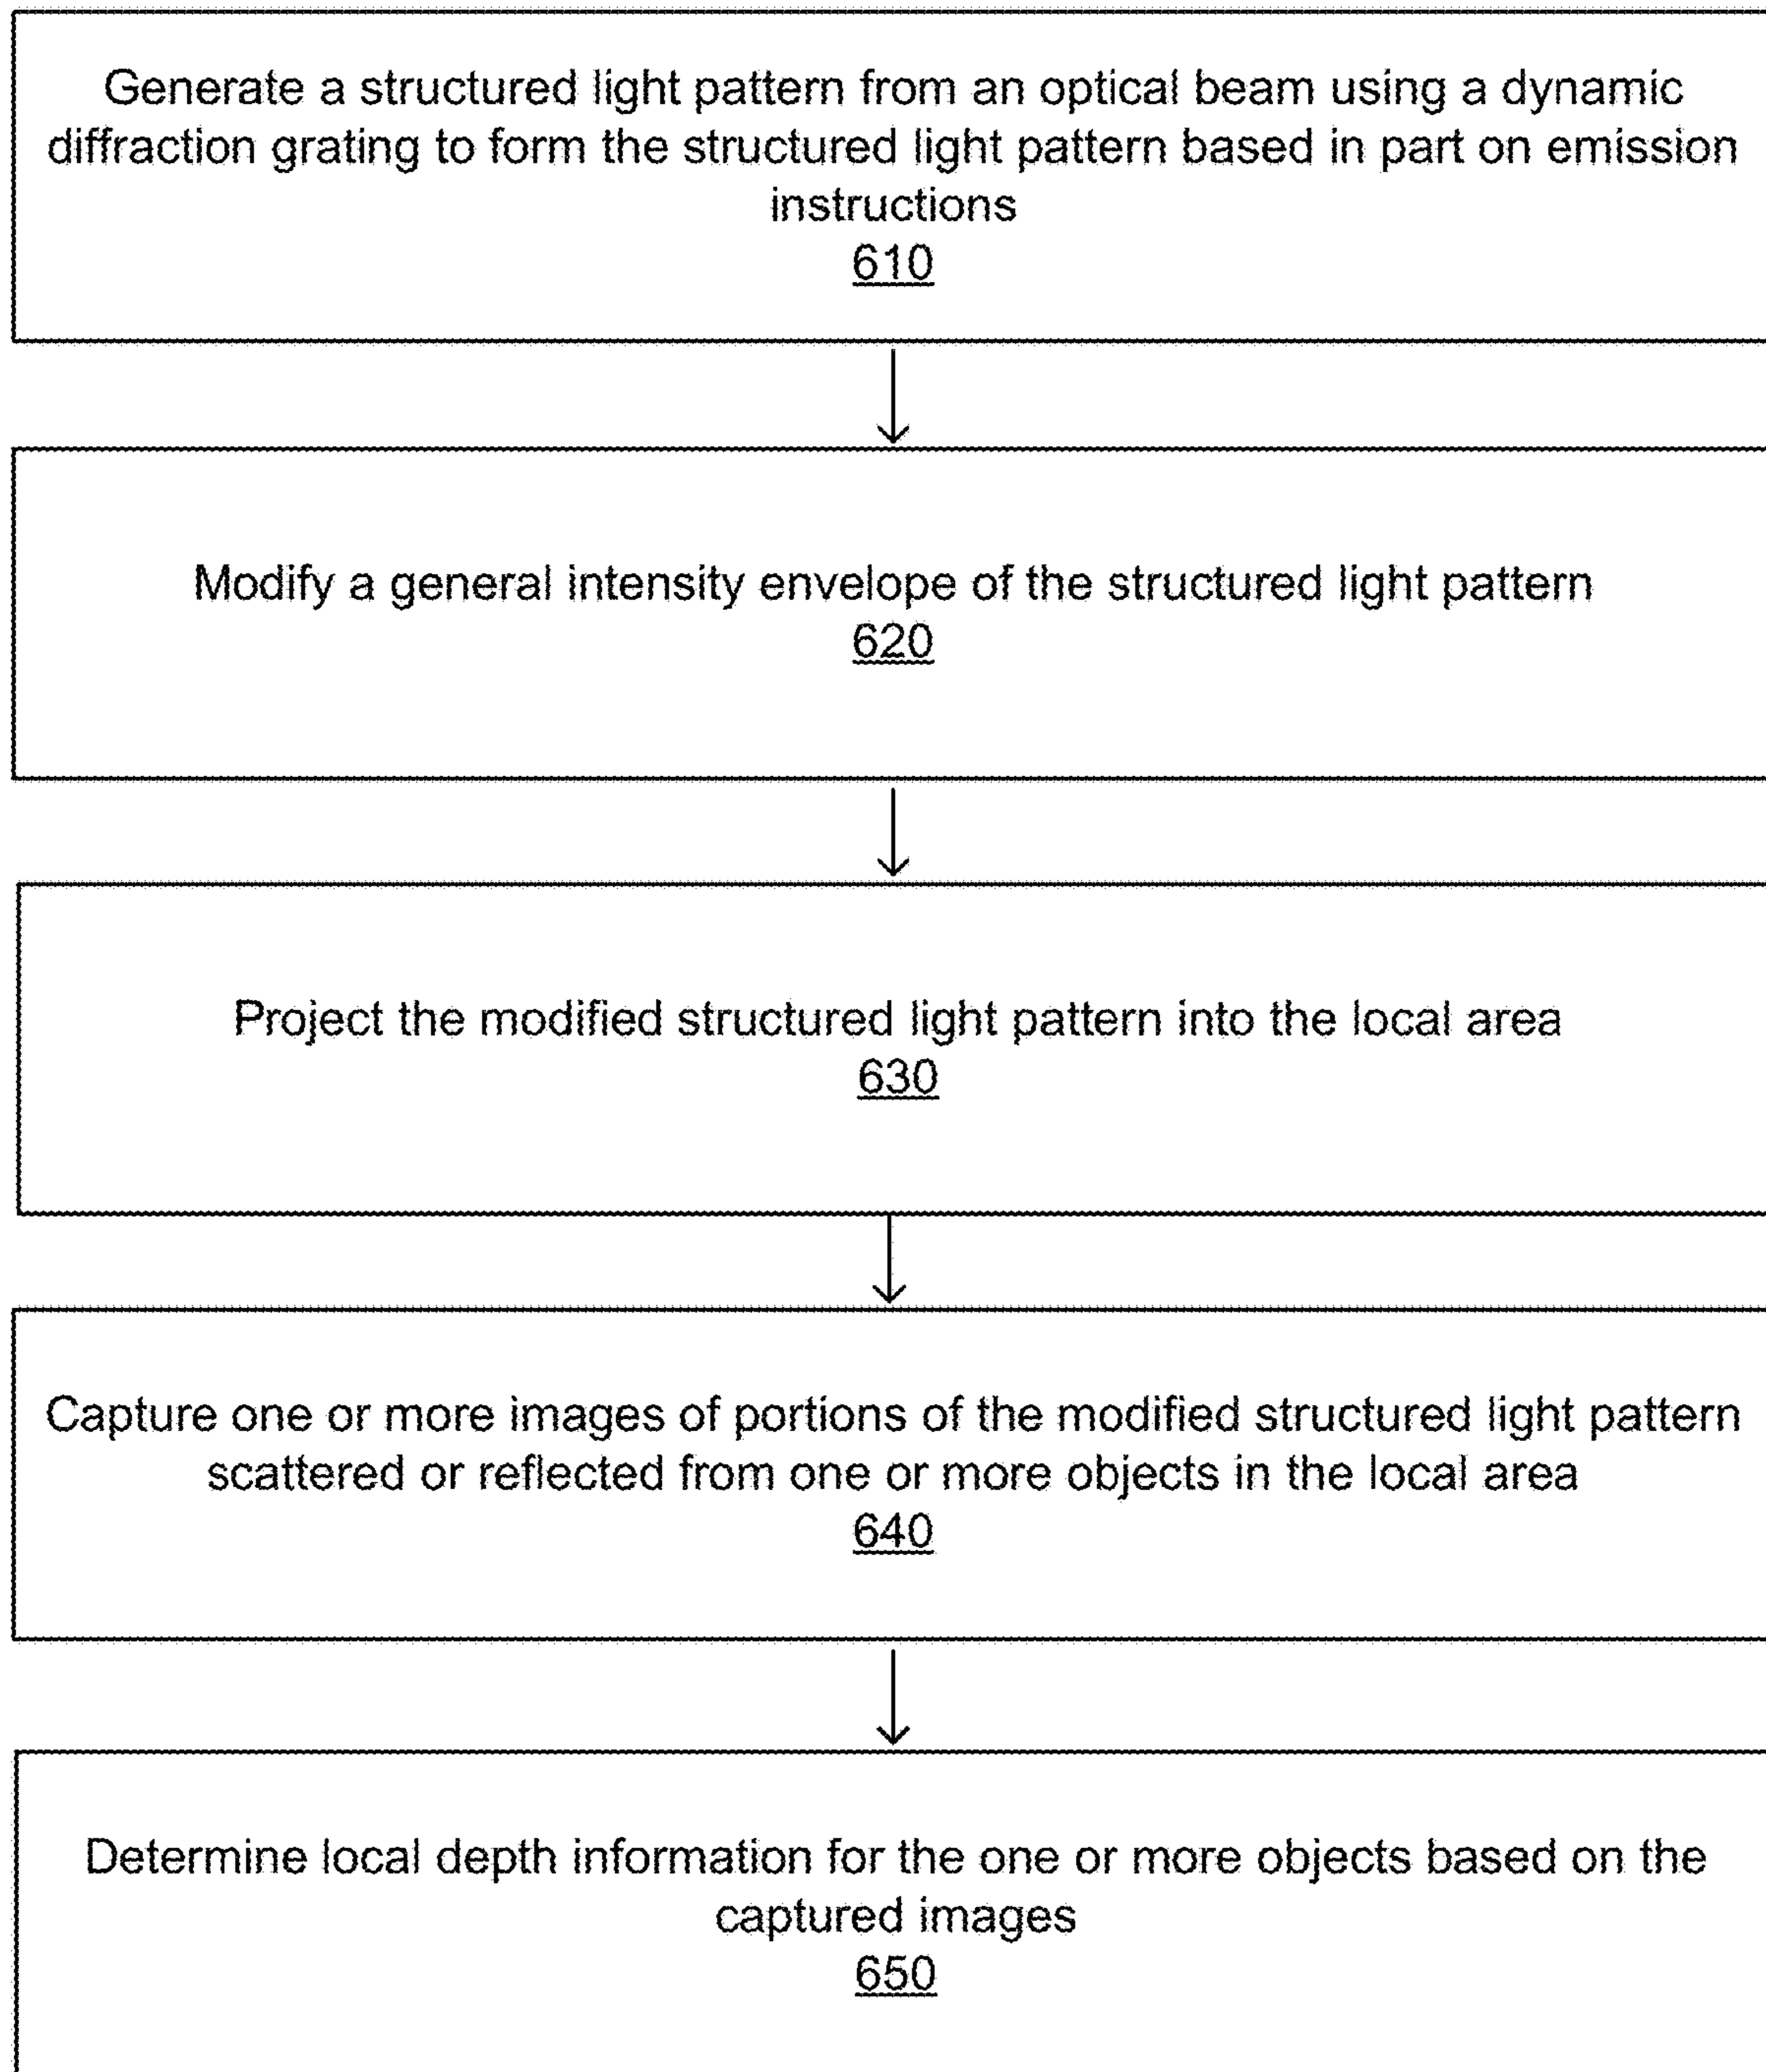 Generate a structured light pattern from an optical beam using a dynamic
diffraction grating to form the structured light pattern based in part on emission
instructions
610
Modify a general intensity envelope of the structured light pattern
620
Project the modified structured light pattern into the local area
630
Capture one or more images of portions of the modified structured light pattern
scattered or reflected from one or more objects in the local area
640
Determine local depth information for the one or more objects based on the
captured images
650